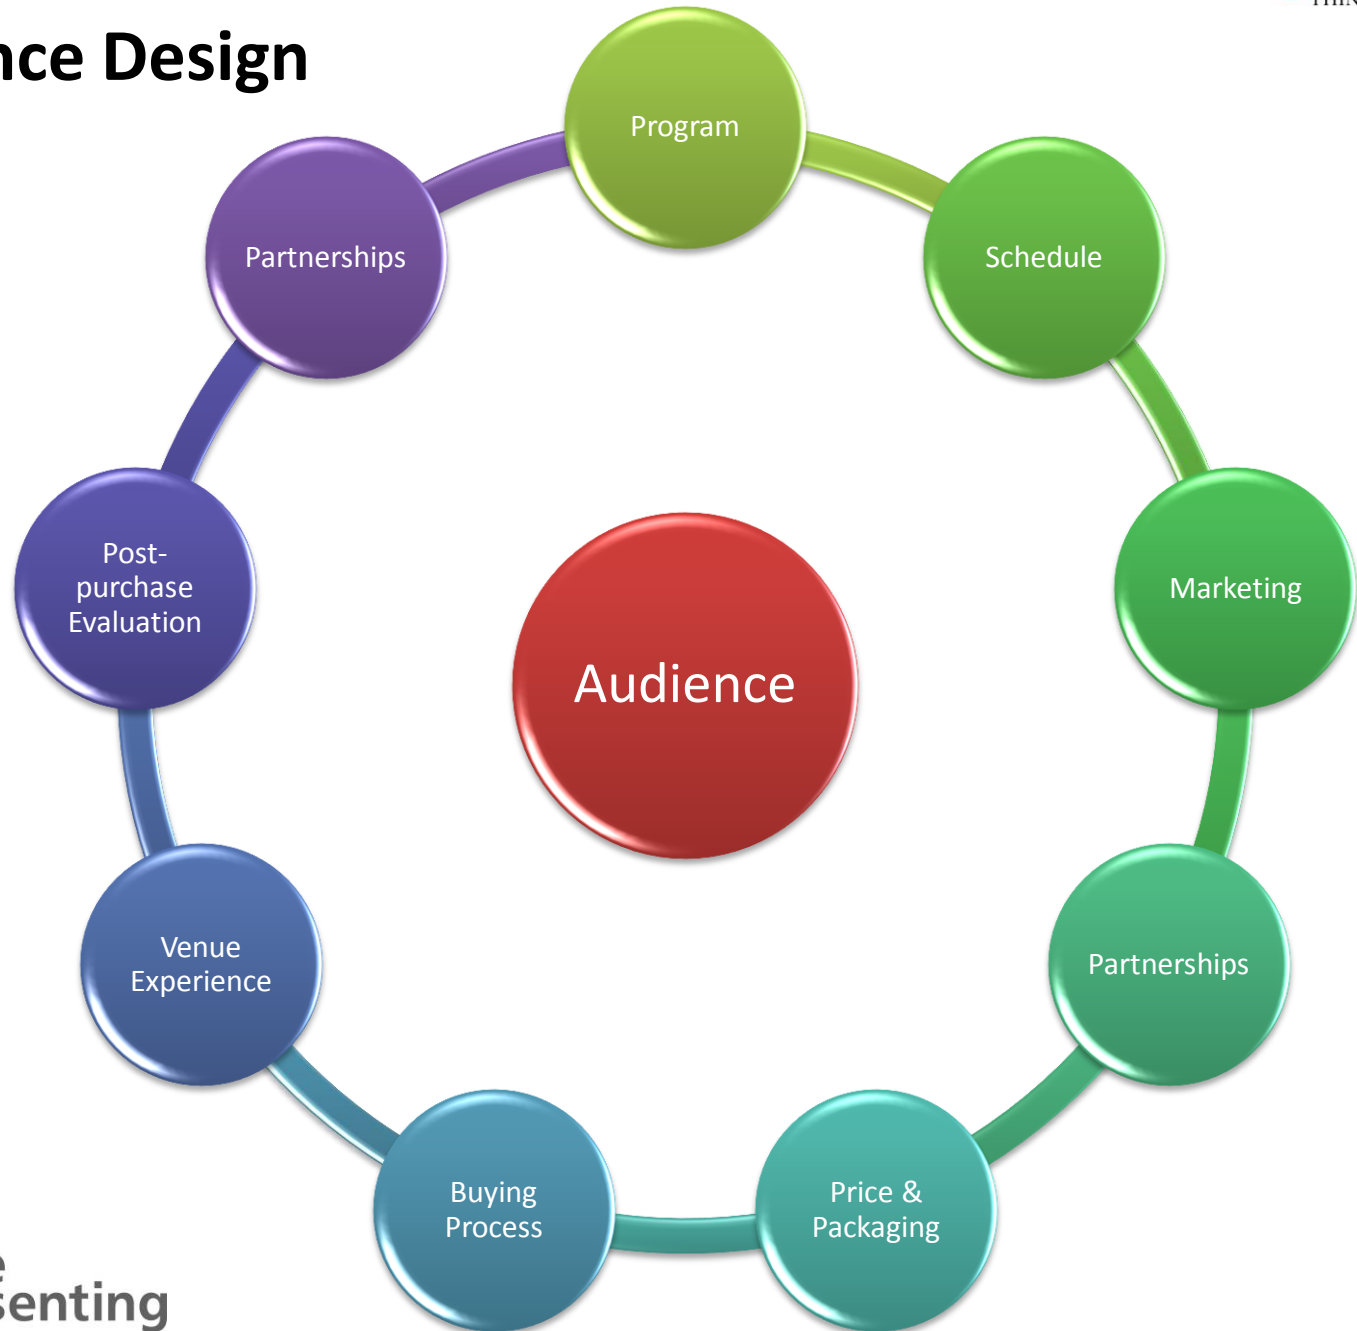 nce Design
Program
Schedule
Marketing
Partnerships
Price &
Packaging
Buying
Process
Venue
Experience
Post-
purchase
Evaluation
Partnerships
Audience
senting